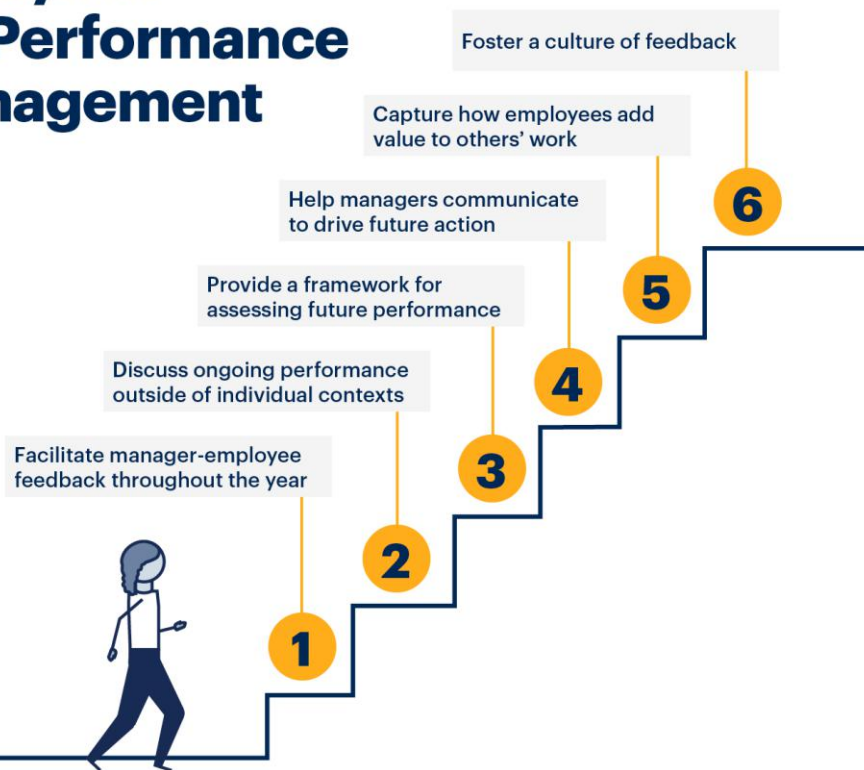 Performance
nagement
Foster a culture of feedback
Capture how employees add
value to others’ work
Help managers communicate
to drive future action
Provide a framework for
assessing future performance
Discuss ongoing performance
outside of individual contexts
Facilitate manager-employee
feedback throughout the year
6
5
4
3
2
1